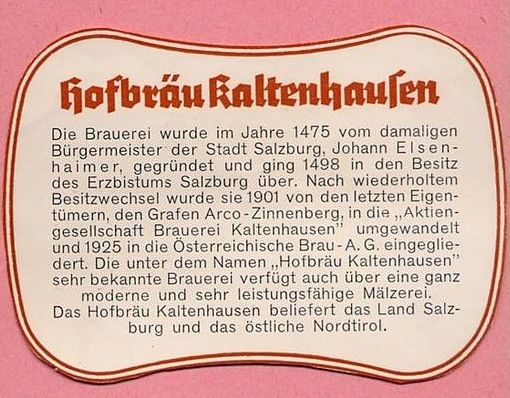 Hofbräu Kaltenhausen
Die Brauerei wurde im Jahre 1475 vom damaligen
Bürgermeister der Stadt Salzburg, Johann Elsen-
haimer, gegründet und ging 1498 in den Besitz
des Erzbistums Salzburg über. Nach wiederholtem
Besitzwechsel wurde sie 1901 von den letzten Eigen-
tümern, den Grafen Arco-Zinnenberg, in die „Aktien-
gesellschaft Brauerei Kaltenhausen" umgewandelt
und 1925 in die Österreichische Brau-A. G. eingeglie-
dert. Die unter dem Namen „Hofbräu Kaltenhausen"
sehr bekannte Brauerei verfügt auch über eine ganz
moderne und sehr leistungsfähige Mälzerei.
Das Hofbräu Kaltenhausen beliefert das Land Salz-
burg und das östliche Nordtirol.